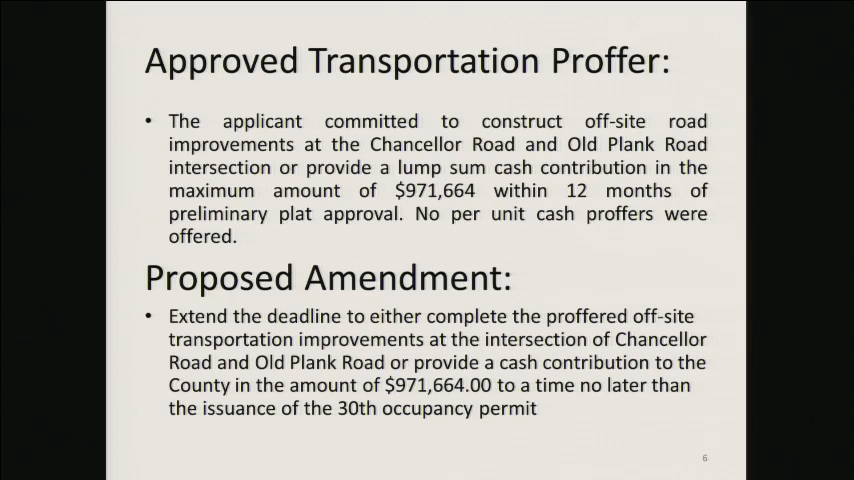 Approved Transportation Proffer:
• The applicant committed to construct off-site road
improvements at the Chancellor Road and Old Plank Road
intersection or provide a lump sum cash contribution in the
maximum amount of $971,664 within 12 months of
preliminary plat approval. No per unit cash proffers were
offered.
Proposed Amendment:
• Extend the deadline to either complete the proffered off-site
transportation improvements at the intersection of Chancellor
Road and Old Plank Road or provide a cash contribution to the
County in the amount of $971,664.00 to a time no later than
the issuance of the 30th occupancy permit
6